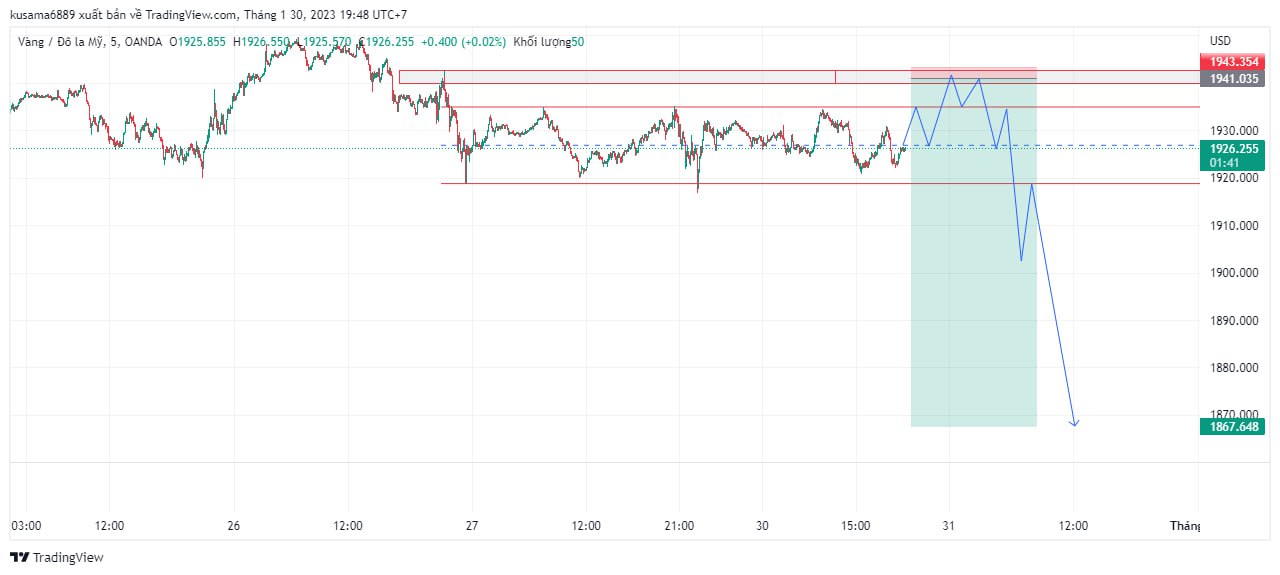 kusama6889 xuất bản về TradingView.com, Tháng 1 30, 2023 19:48 UTC+7
Vàng / Đô la Mỹ, 5, OANDA O1925.855 H1926.550 L1925.570 C1926.255 +0.400 (+0.02%) Khối lượng50
USD
1943.354
1941.035
1930.000
1926.255
01:41
1920.000
1910.000
1900.000
1890.000
1880.000
1870.000
1867.648
03:00 12:00 26 12:00 27 12:00 21:00 30 15:00 31 12:00 Tháng
TradingView